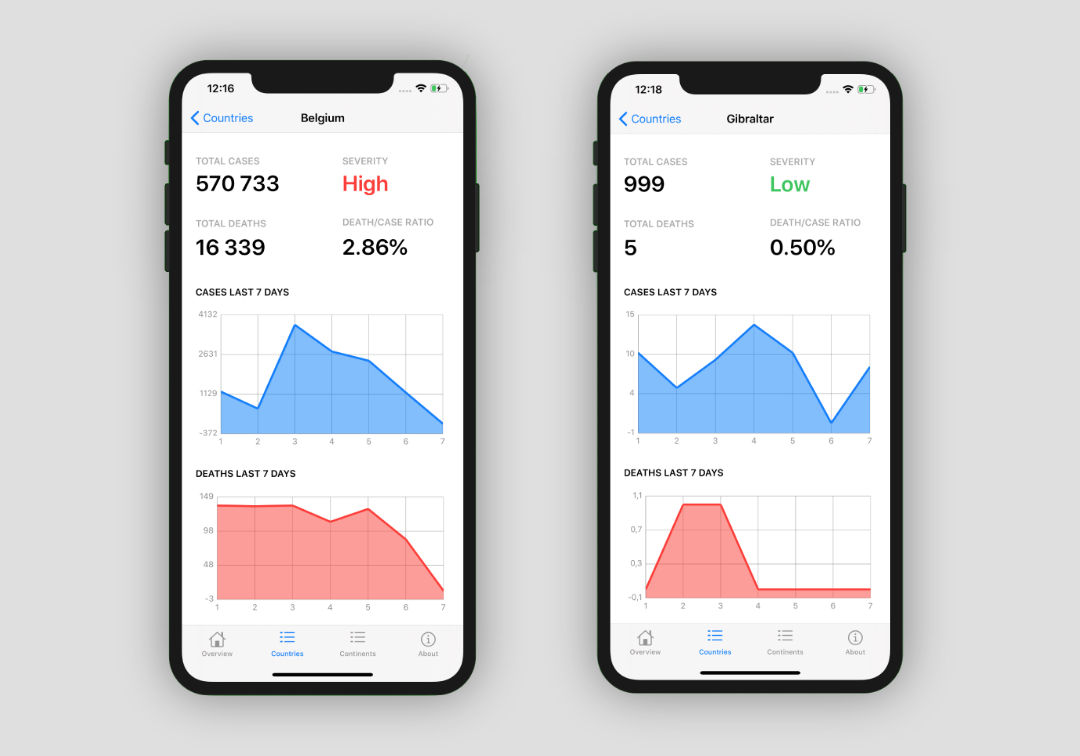 12:16
Countries
Belgium
TOTAL CASES
SEVERITY
570 733
High
TOTAL DEATHS
DEATH/CASE RATIO
16 339
2.86%
CASES LAST 7 DAYS
4132
2631
1129
-372
1 2 3 4 5 6 7
DEATHS LAST 7 DAYS
149
98
48
-3
1 2 3 4 5 6 7
Overview
Countries
Continents
About
12:18
Countries
Gibraltar
TOTAL CASES
SEVERITY
999
Low
TOTAL DEATHS
DEATH/CASE RATIO
5
0.50%
CASES LAST 7 DAYS
15
10
4
-1
1 2 3 4 5 6 7
DEATHS LAST 7 DAYS
1,1
0,7
0,3
-0,1
1 2 3 4 5 6 7
Overview
Countries
Continents
About